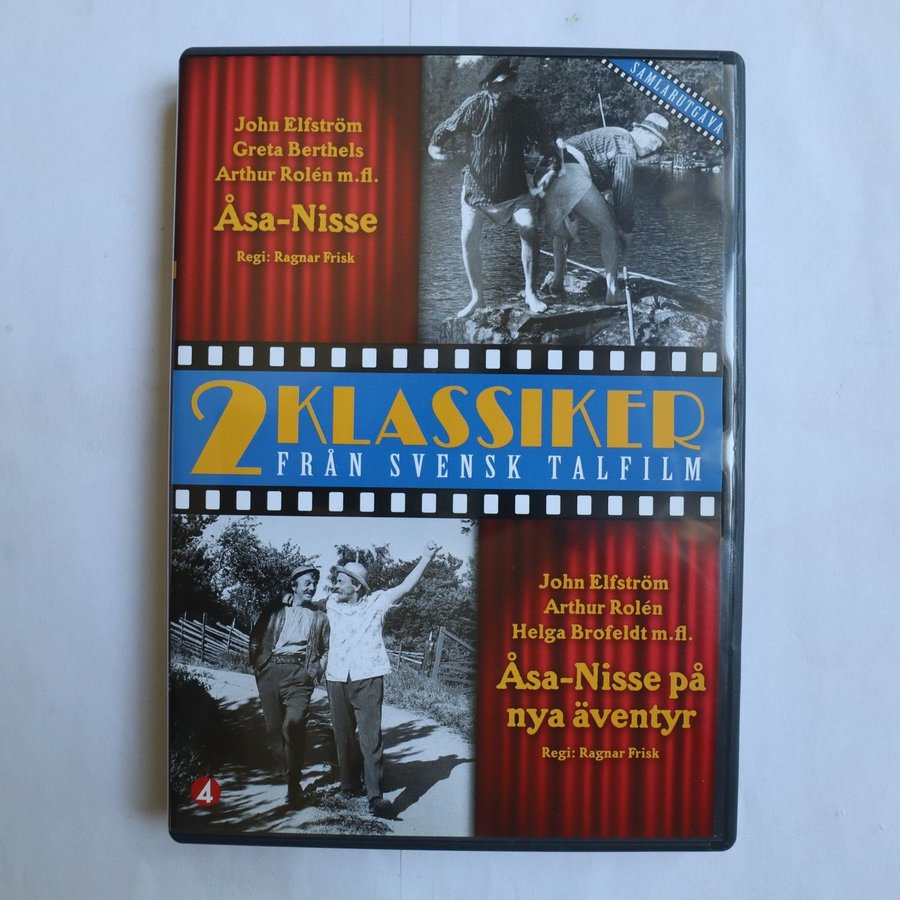 John Elfström
Greta Berthels
Arthur Rolén m.fl.
Åsa-Nisse
Regi: Ragnar Frisk
SAMLARUTGÅVA
2 KLASSIKER
FRÅN SVENSK TALFILM
John Elfström
Arthur Rolén
Helga Brofeldt m.fl.
Åsa-Nisse på
nya äventyr
Regi: Ragnar Frisk
4